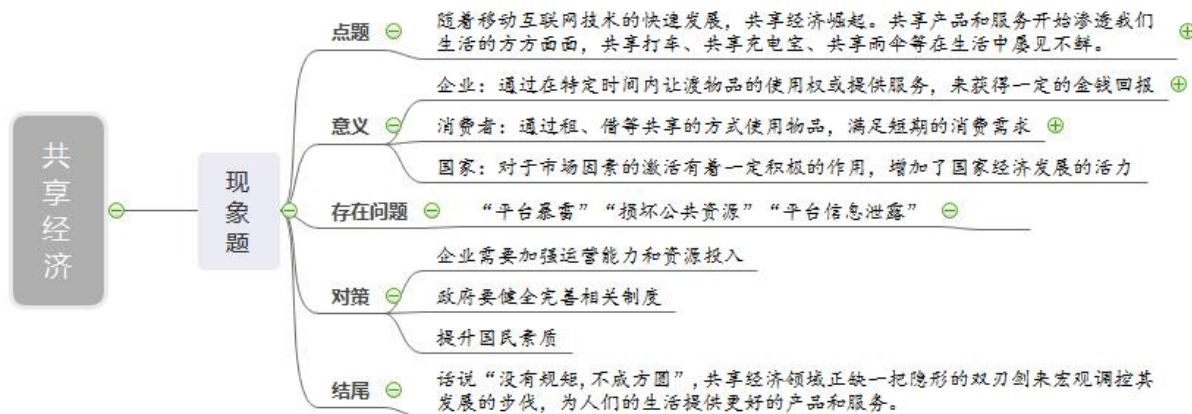 共享经济
现象题
点题
随着移动互联网技术的快速发展，共享经济崛起。共享产品和服务开始渗透我们
生活的方方面面，共享打车、共享充电宝、共享雨伞等在生活中屡见不鲜。
意义
企业：通过在特定时间内让渡物品的使用权或提供服务，来获得一定的金钱回报
消费者：通过租、借等共享的方式使用物品，满足短期的消费需求
国家：对于市场因素的激活有着一定积极的作用，增加了国家经济发展的活力
存在问题
“平台暴雷”“损坏公共资源”“平台信息泄露”
对策
企业需要加强运营能力和资源投入
政府要健全完善相关制度
提升国民素质
结尾
话说“没有规矩,不成方圆”,共享经济领域正缺一把隐形的双刃剑来宏观调控其
发展的步伐，为人们的生活提供更好的产品和服务。